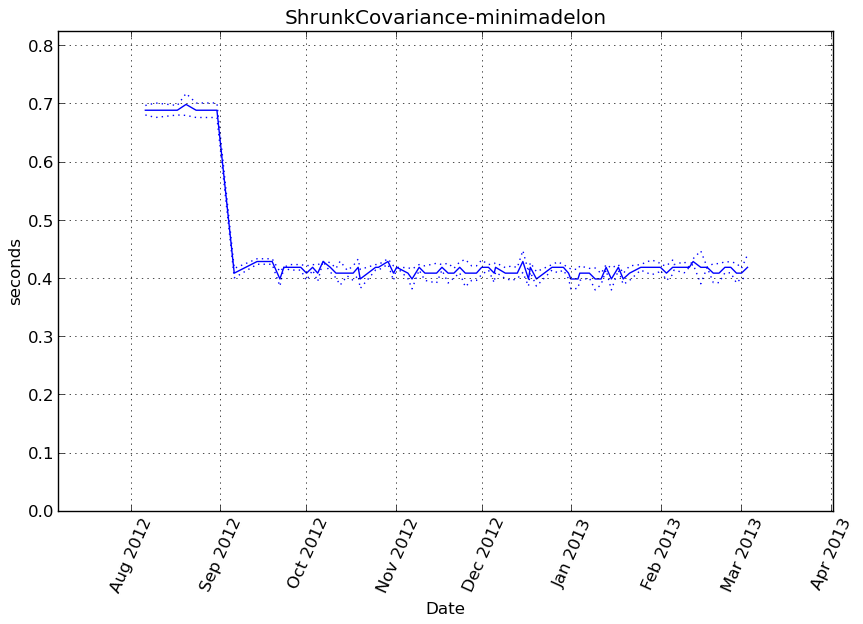 ShrunkCovariance-minimadelon
0.8
0.7
0.6
0.5
0.4
0.3
0.2
0.1
0.0
seconds
Aug 2012
Sep 2012
Oct 2012
Nov 2012
Dec 2012
Jan 2013
Feb 2013
Mar 2013
Apr 2013
Date